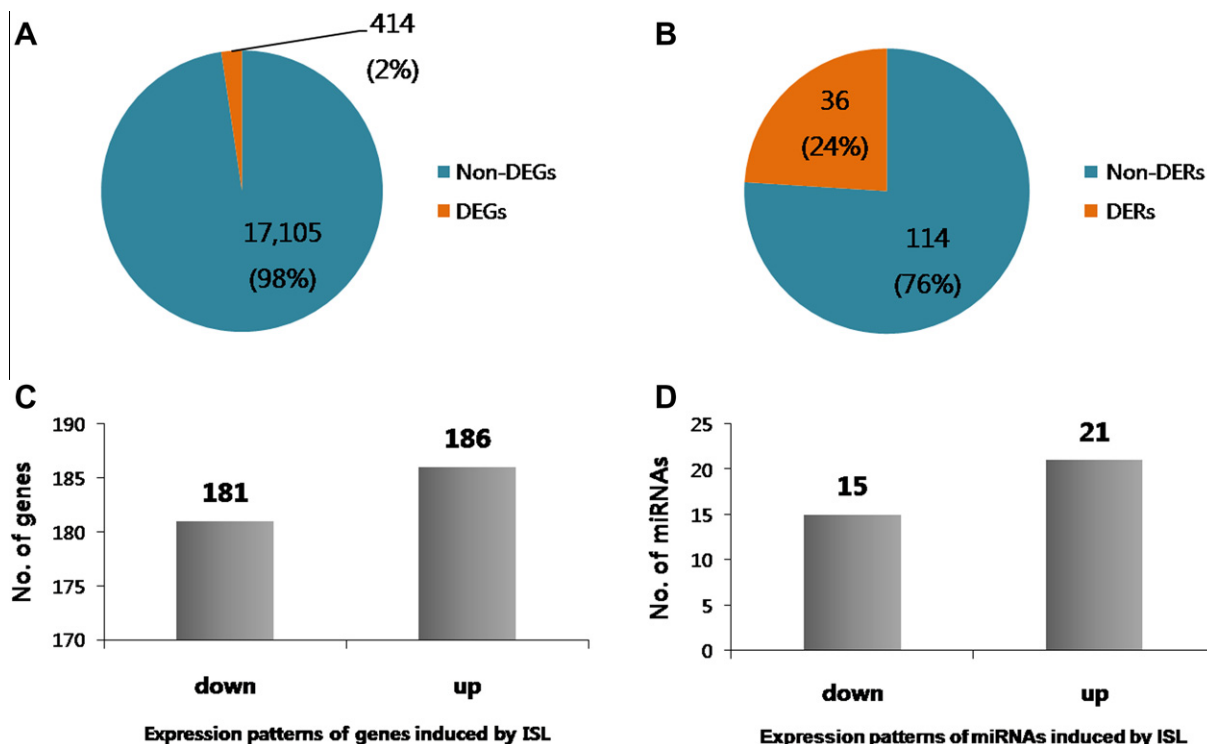 A
414
(2%)
17,105
(98%)
Non-DEGs
DEGs
B
36
(24%)
114
(76%)
Non-DERs
DERs
C
190
185
180
175
170
No. of genes
181
186
down
up
Expression patterns of genes induced by ISL
D
25
20
15
10
5
0
No. of miRNAs
15
21
down
up
Expression patterns of miRNAs induced by ISL